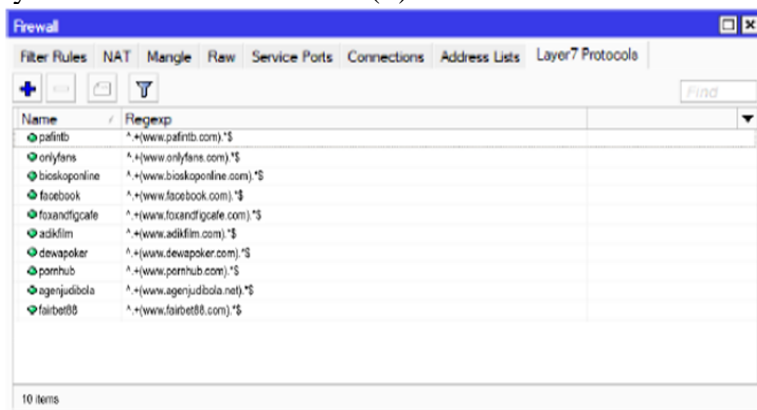 Firewall
Filter Rules NAT Mangle Raw Service Ports Connections Address Lists Layer7 Protocols
Find
Name Regexp
pafintb ^.+(www.pafintb.com).*$
onlyfans ^.+(www.onlyfans.com).*$
bioskoponline ^.+(www.bioskoponline.com).*$
facebook ^.+(www.facebook.com).*$
foxandfigcafe ^.+(www.foxandfigcafe.com).*$
adikfilm ^.+(www.adikfilm.com).*$
dewapoker ^.+(www.dewapoker.com).*$
pornhub ^.+(www.pornhub.com).*$
agenjudibola ^.+(www.agenjudibola.net).*$
fairbet88 ^.+(www.fairbet88.com).*$
10 items